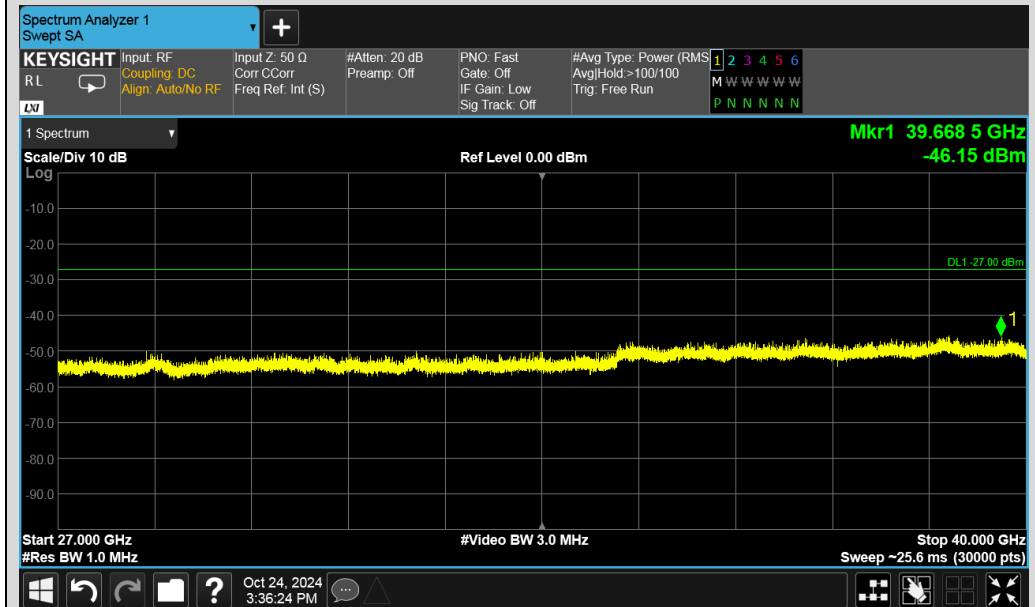 Spectrum Analyzer 1
Swept SA
+
KEYSIGHT
R L
LXI
Input: RF
Coupling: DC
Align: Auto/No RF
Input Z: 50 Ω
Corr CCorr
Freq Ref: Int (S)
#Atten: 20 dB
Preamp: Off
PNO: Fast
Gate: Off
IF Gain: Low
Sig Track: Off
#Avg Type: Power (RMS
Avg|Hold:>100/100
Trig: Free Run
1 2 3 4 5 6
M W W W W W
P N N N N N
1 Spectrum
Mkr1 39.668 5 GHz
Scale/Div 10 dB
Ref Level 0.00 dBm
-46.15 dBm
Log
-10.0
-20.0
DL1 -27.00 dBm
-30.0
-40.0
1
-50.0
-60.0
-70.0
-80.0
-90.0
Start 27.000 GHz
#Video BW 3.0 MHz
Stop 40.000 GHz
#Res BW 1.0 MHz
Sweep ~25.6 ms (30000 pts)
?
Oct 24, 2024
3:36:24 PM